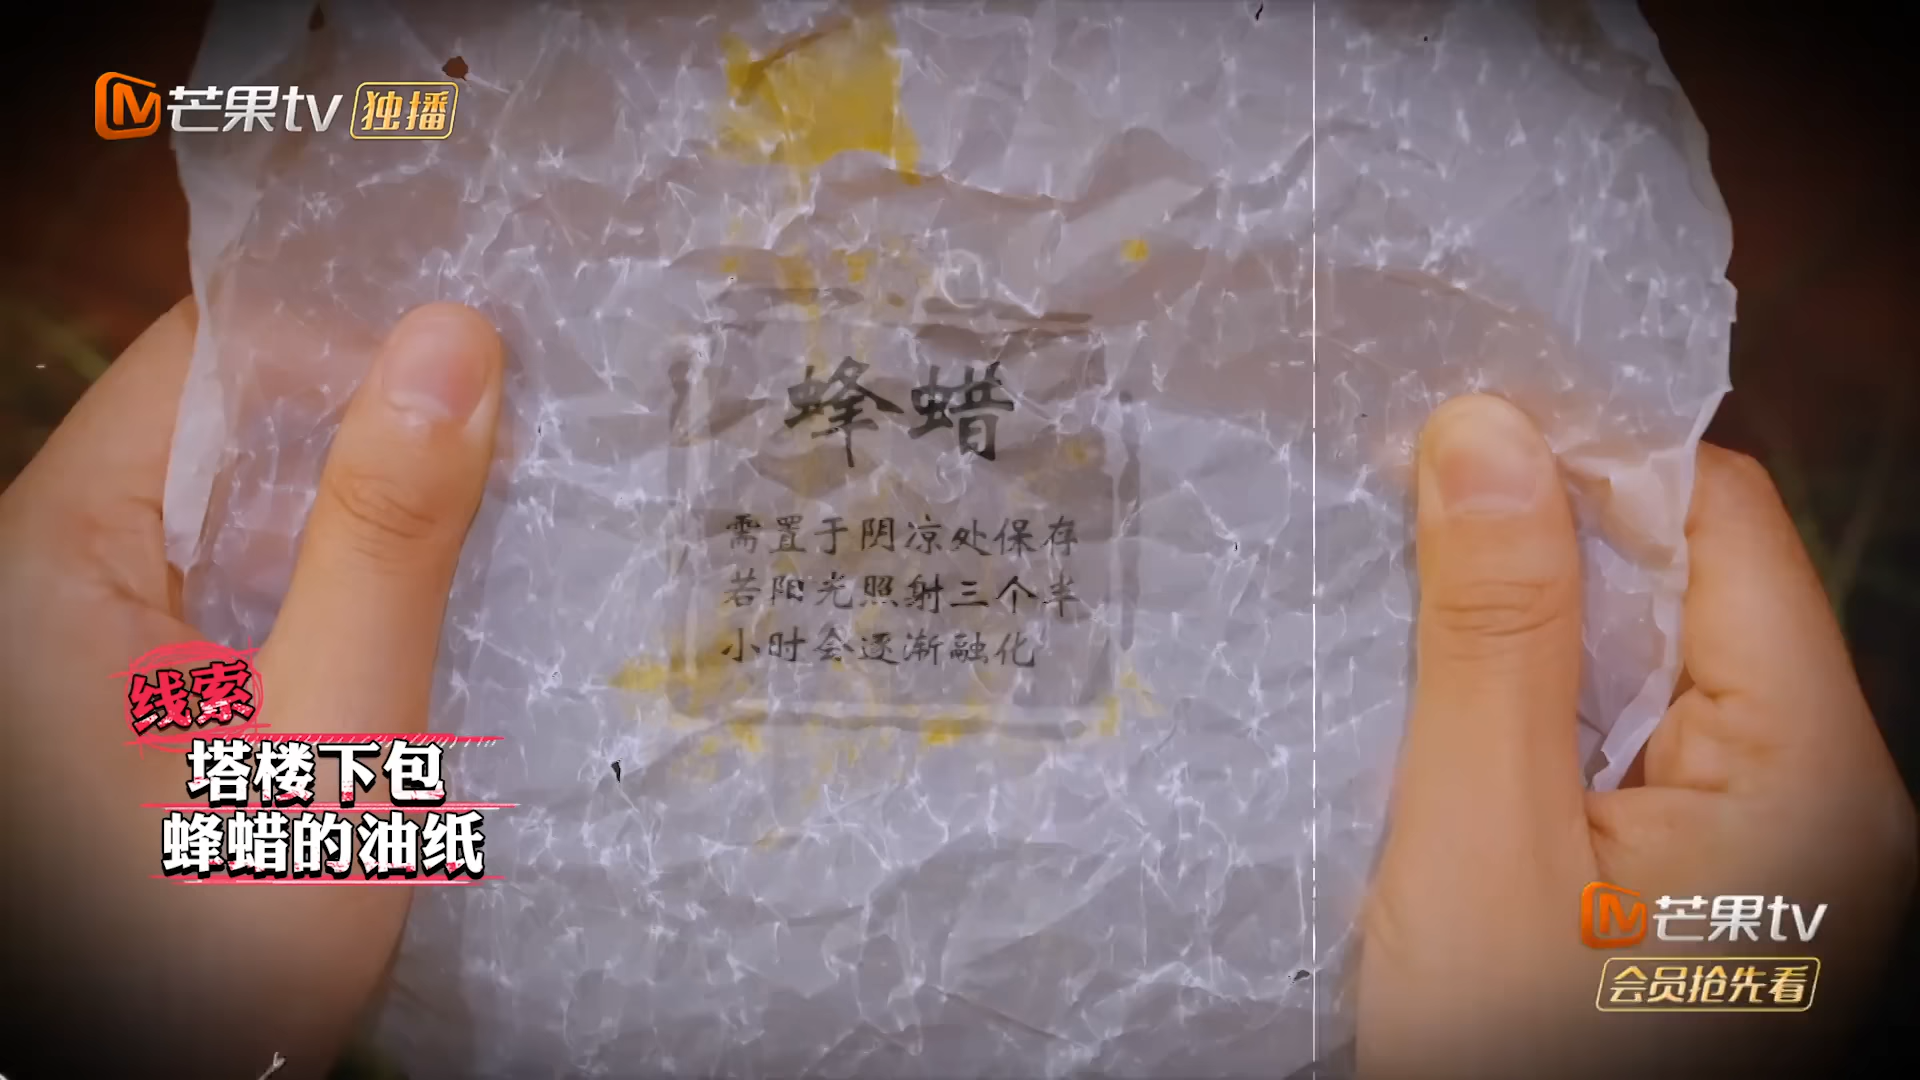 芒果tv 独播
蜂蜡
需置于阴凉处保存
若阳光照射三个半
小时会逐渐融化
线索
塔楼下包
蜂蜡的油纸
芒果tv
会员抢先看